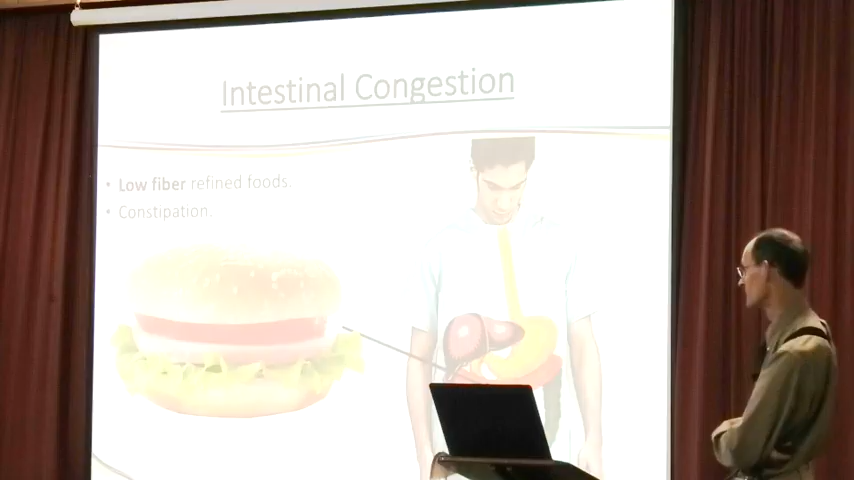 Intestinal Congestion
• Low fiber refined foods.
• Constipation.